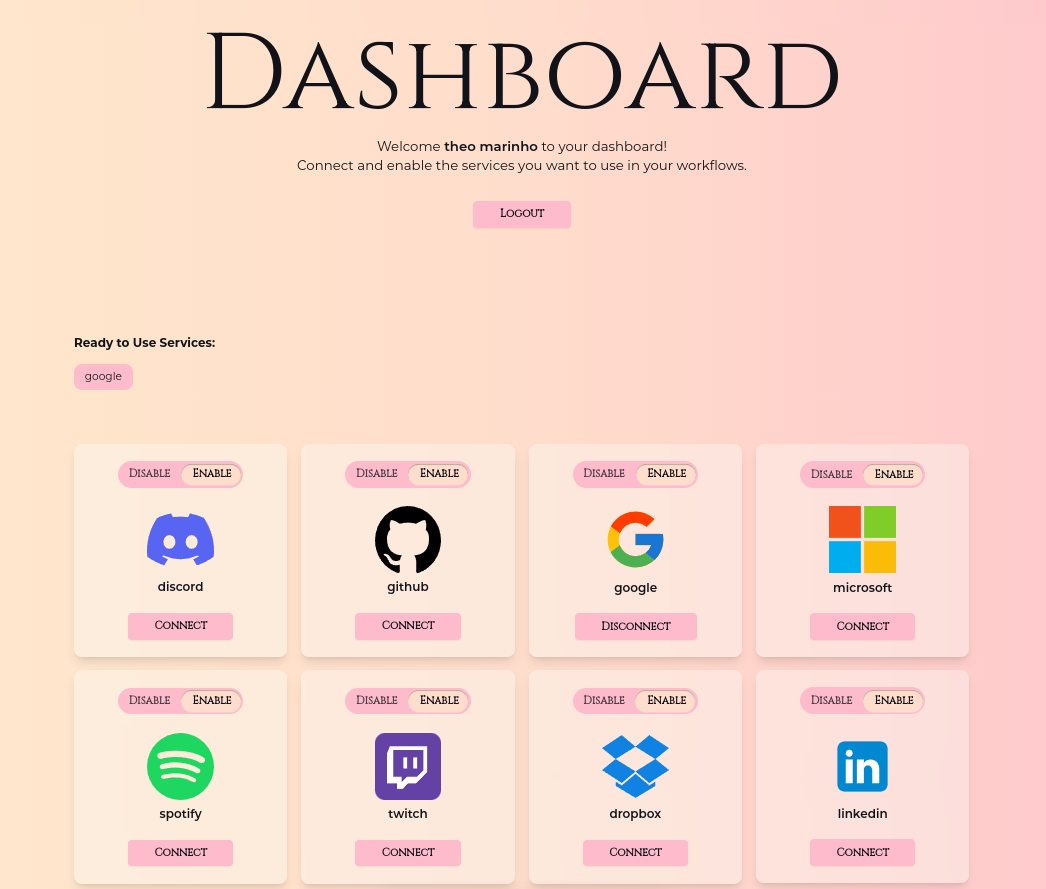 Dashboard
Welcome theo marinho to your dashboard!
Connect and enable the services you want to use in your workflows.
Logout
Ready to Use Services:
google
Disable Enable Disable Enable Disable Enable Disable Enable
discord github google microsoft
Connect Connect Disconnect Connect
Disable Enable Disable Enable Disable Enable Disable Enable
in
spotify twitch dropbox linkedin
Connect Connect Connect Connect